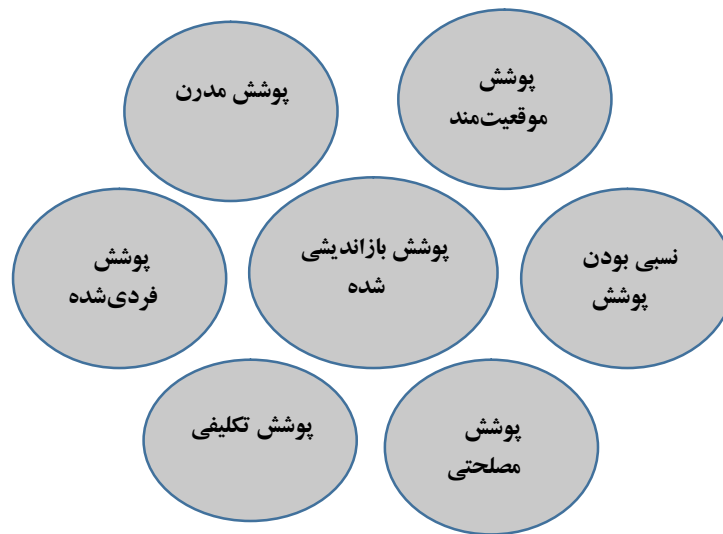 پوشش
موقعیت‌مند
پوشش مدرن
نسبی بودن
پوشش
پوشش بازاندیشی
شده
پوشش
فردی‌شده
پوشش
مصلحتی
پوشش تکلیفی